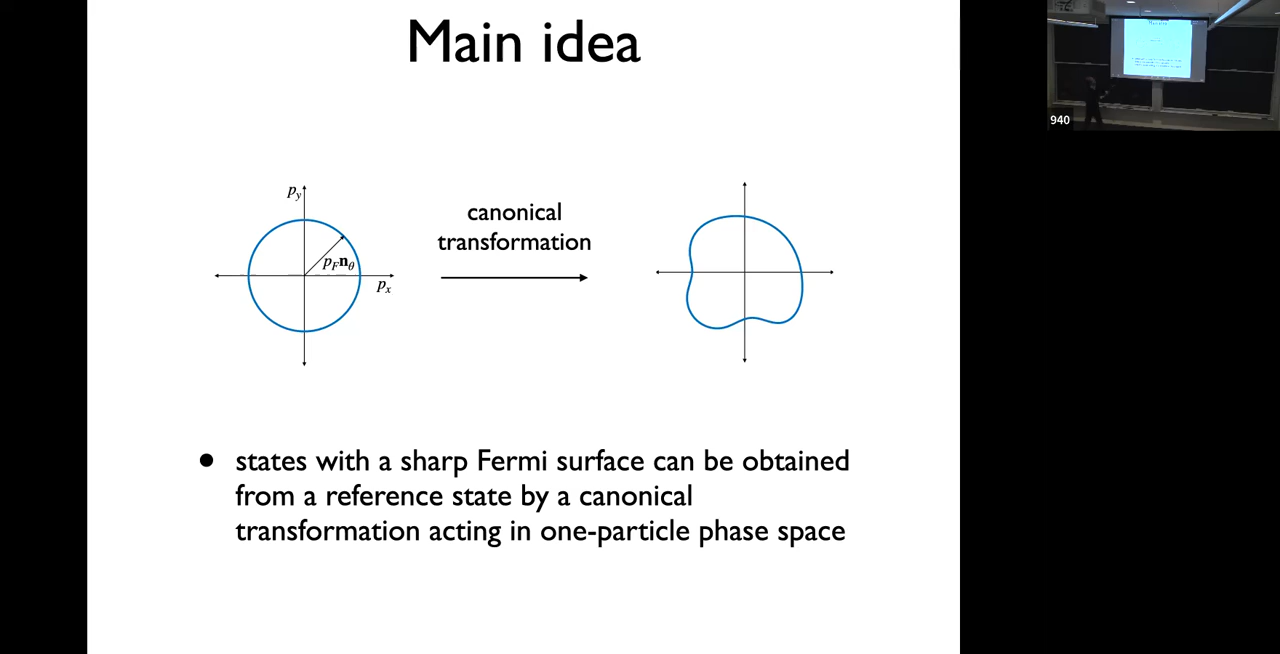 Main idea
p_y
p_F n_θ
p_x
canonical
transformation
• states with a sharp Fermi surface can be obtained
from a reference state by a canonical
transformation acting in one-particle phase space
940